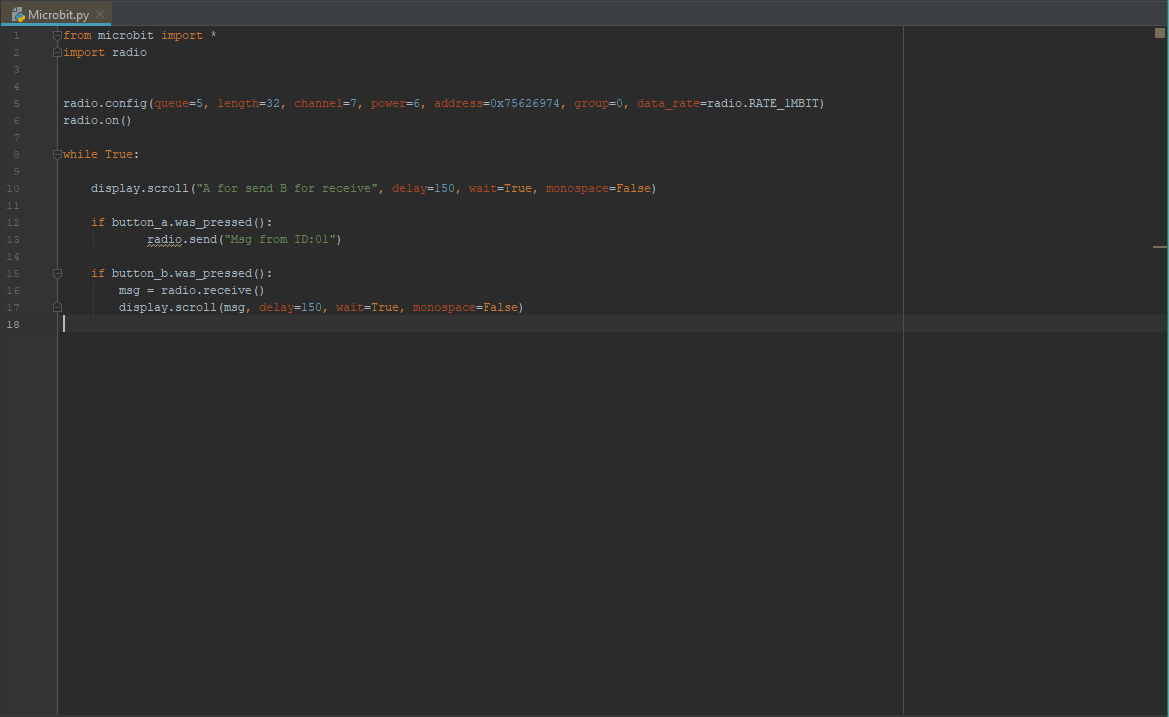 Microbit.py
1 from microbit import *
2 import radio
3
4
5 radio.config(queue=5, length=32, channel=7, power=6, address=0x75626974, group=0, data_rate=radio.RATE_1MBIT)
6 radio.on()
7
8 while True:
9
10 display.scroll("A for send B for receive", delay=150, wait=True, monospace=False)
11
12 if button_a.was_pressed():
13 radio.send("Msg from ID:01")
14
15 if button_b.was_pressed():
16 msg = radio.receive()
17 display.scroll(msg, delay=150, wait=True, monospace=False)
18